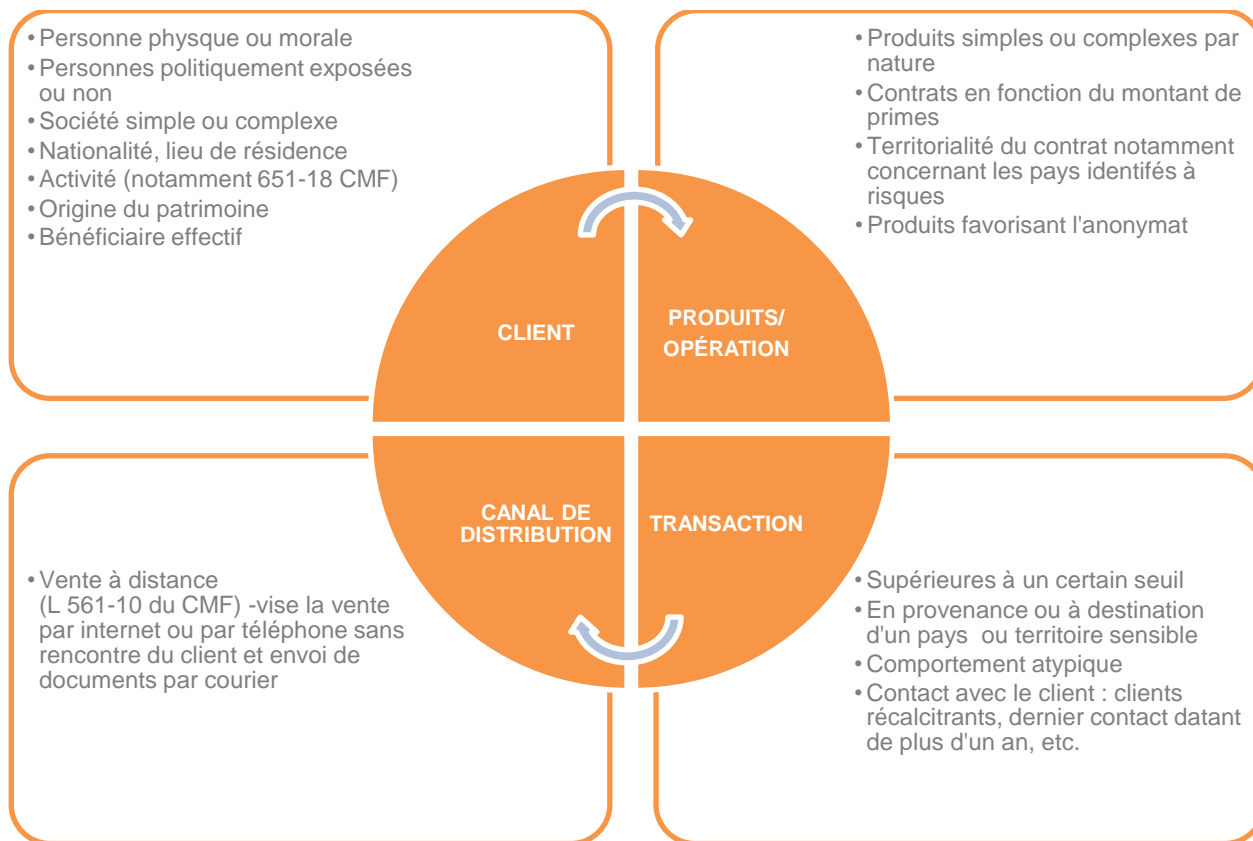 • Personne physque ou morale
• Personnes politiquement exposées
ou non
• Société simple ou complexe
• Nationalité, lieu de résidence
• Activité (notamment 651-18 CMF)
• Origine du patrimoine
• Bénéficiaire effectif
• Produits simples ou complexes par
nature
• Contrats en fonction du montant de
primes
• Territorialité du contrat notamment
concernant les pays identifés à
risques
• Produits favorisant l'anonymat
CLIENT
PRODUITS/
OPÉRATION
CANAL DE
DISTRIBUTION
TRANSACTION
• Vente à distance
(L 561-10 du CMF) -vise la vente
par internet ou par téléphone sans
rencontre du client et envoi de
documents par courier
• Supérieures à un certain seuil
• En provenance ou à destination
d'un pays ou territoire sensible
• Comportement atypique
• Contact avec le client : clients
récalcitrants, dernier contact datant
de plus d'un an, etc.